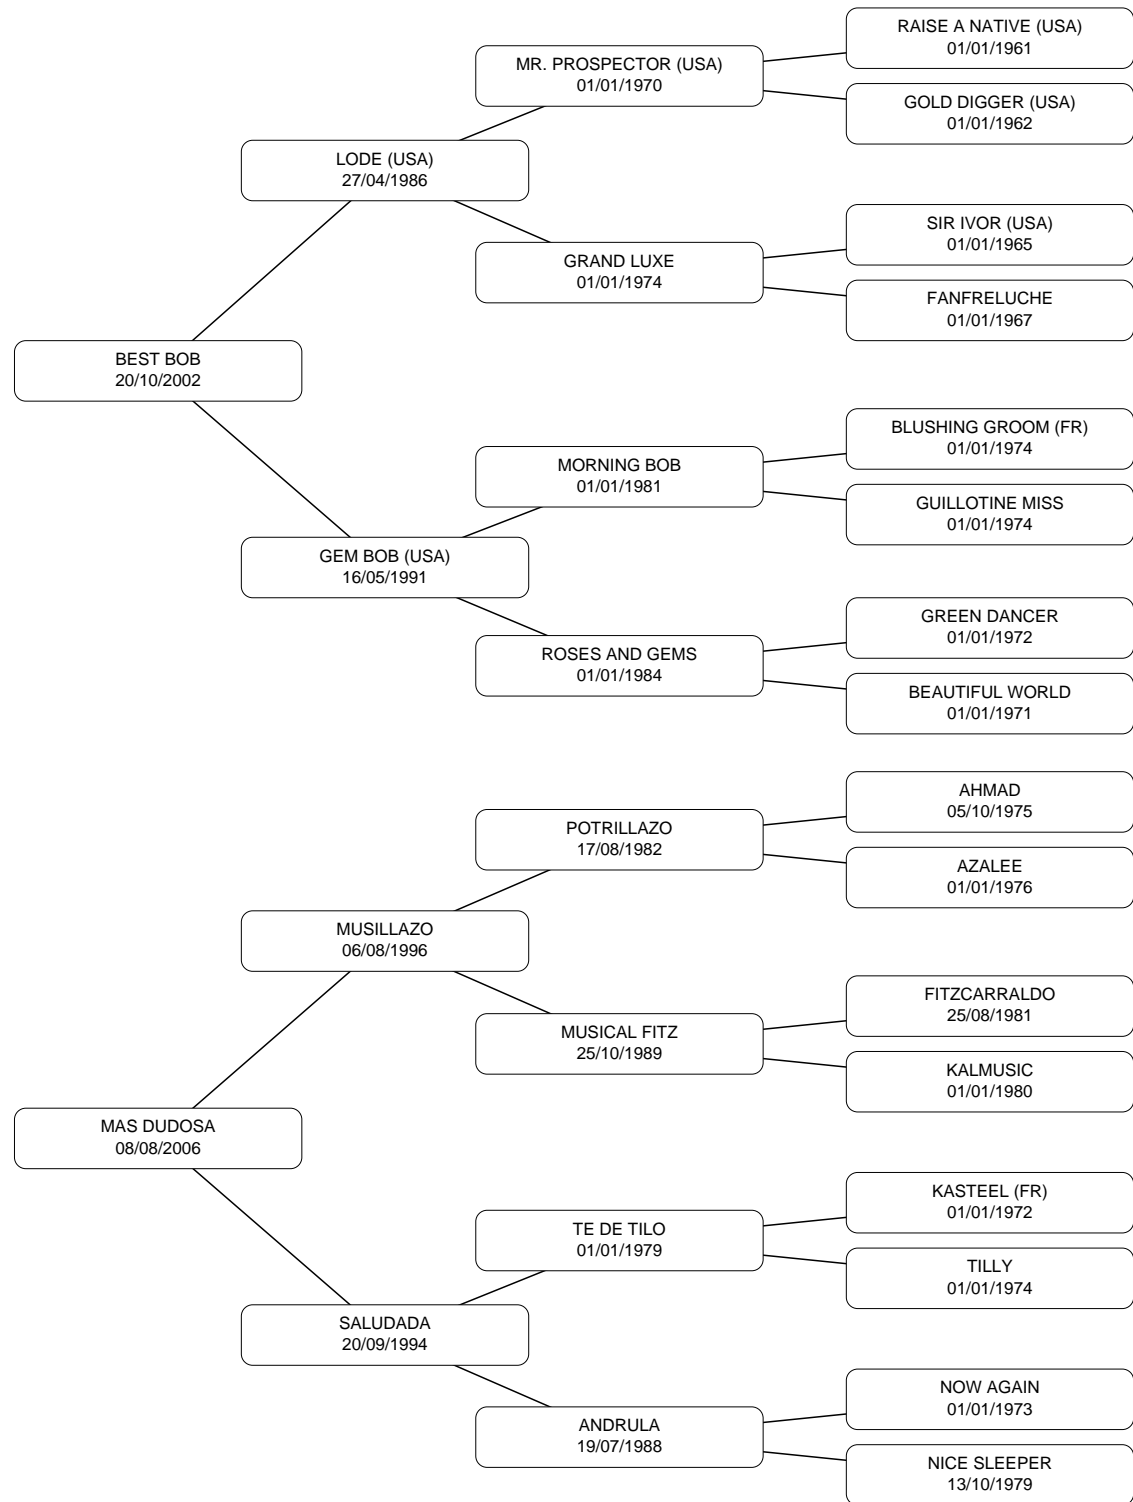 RAISE A NATIVE (USA)
01/01/1961
MR. PROSPECTOR (USA)
01/01/1970
GOLD DIGGER (USA)
01/01/1962
LODE (USA)
27/04/1986
SIR IVOR (USA)
01/01/1965
GRAND LUXE
01/01/1974
FANFRELUCHE
01/01/1967
BEST BOB
20/10/2002
BLUSHING GROOM (FR)
01/01/1974
MORNING BOB
01/01/1981
GUILLOTINE MISS
01/01/1974
GEM BOB (USA)
16/05/1991
GREEN DANCER
01/01/1972
ROSES AND GEMS
01/01/1984
BEAUTIFUL WORLD
01/01/1971
AHMAD
05/10/1975
POTRILLAZO
17/08/1982
AZALEE
01/01/1976
MUSILLAZO
06/08/1996
FITZCARRALDO
25/08/1981
MUSICAL FITZ
25/10/1989
KALMUSIC
01/01/1980
MAS DUDOSA
08/08/2006
KASTEEL (FR)
01/01/1972
TE DE TILO
01/01/1979
TILLY
01/01/1974
SALUDADA
20/09/1994
NOW AGAIN
01/01/1973
ANDRULA
19/07/1988
NICE SLEEPER
13/10/1979